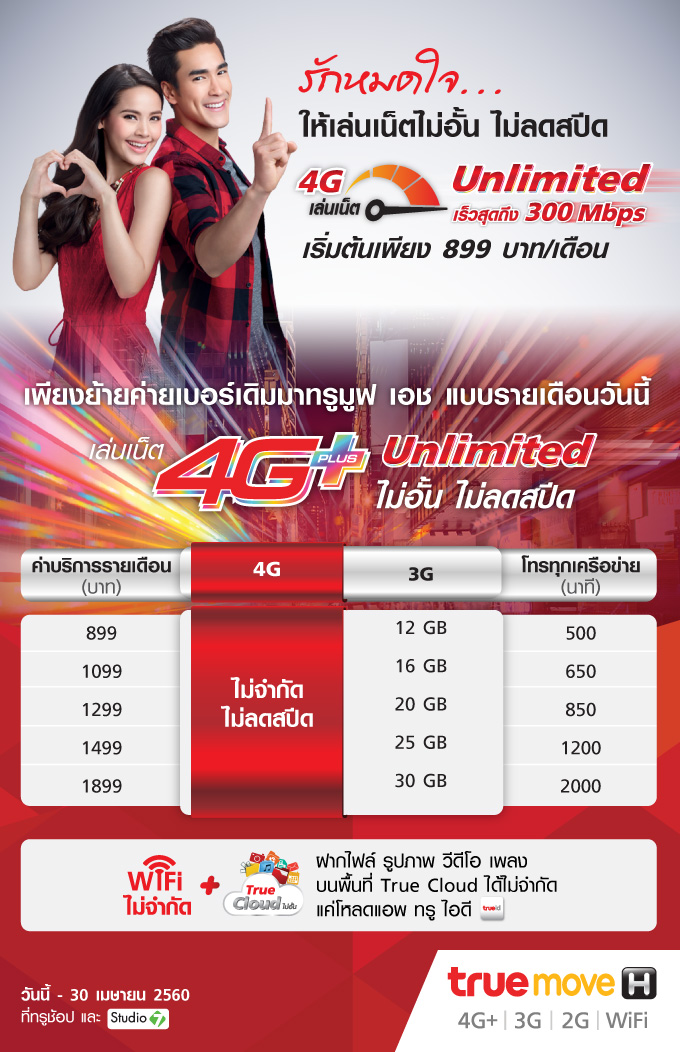 รักหมดใจ...
ให้เล่นเน็ตไม่อั้น ไม่ลดสปีด
4G เล่นเน็ต Unlimited
เร็วสุดถึง 300 Mbps
เริ่มต้นเพียง 899 บาท/เดือน
เพียงย้ายค่ายเบอร์เดิมมาทรูมูฟ เอช แบบรายเดือนวันนี้
เล่นเน็ต 4G+ PLUS Unlimited
ไม่อั้น ไม่ลดสปีด
ค่าบริการรายเดือน (บาท) 4G 3G โทรทุกเครือข่าย (นาที)
899 12 GB 500
1099 16 GB 650
ไม่จำกัด ไม่ลดสปีด
1299 20 GB 850
1499 25 GB 1200
1899 30 GB 2000
WiFi ไม่จำกัด + True Cloud ไม่อั้น
ฝากไฟล์ รูปภาพ วีดีโอ เพลง
บนพื้นที่ True Cloud ได้ไม่จำกัด
แค่โหลดแอพ ทรู ไอดี trueid
วันนี้ - 30 เมษายน 2560
ที่ทรูช้อป และ Studio 7
truemove H
4G+ | 3G | 2G | WiFi